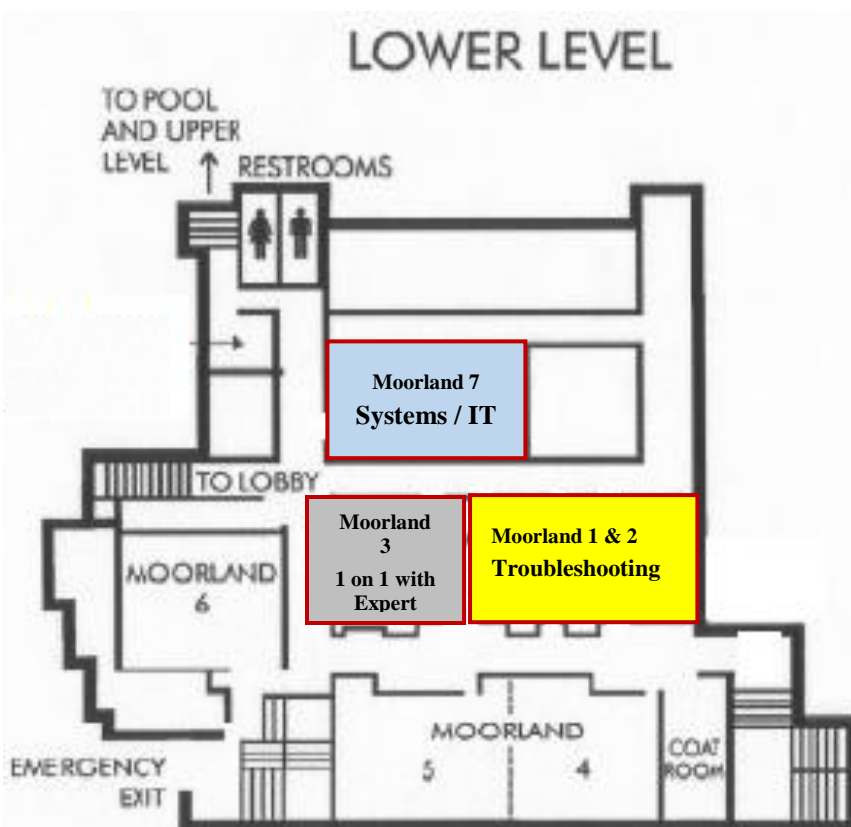 LOWER LEVEL
TO POOL
AND UPPER
LEVEL
RESTROOMS
Moorland 7
Systems / IT
TO LOBBY
Moorland
3
1 on 1 with
Expert
Moorland 1 & 2
Troubleshooting
MOORLAND
6
MOORLAND
5
4
COAT
ROOM
EMERGENCY
EXIT